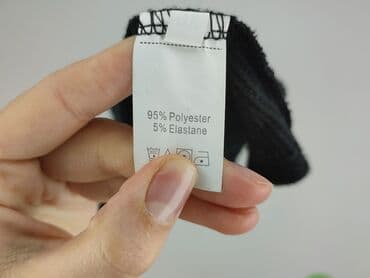 95% Polyester
5% Elastane